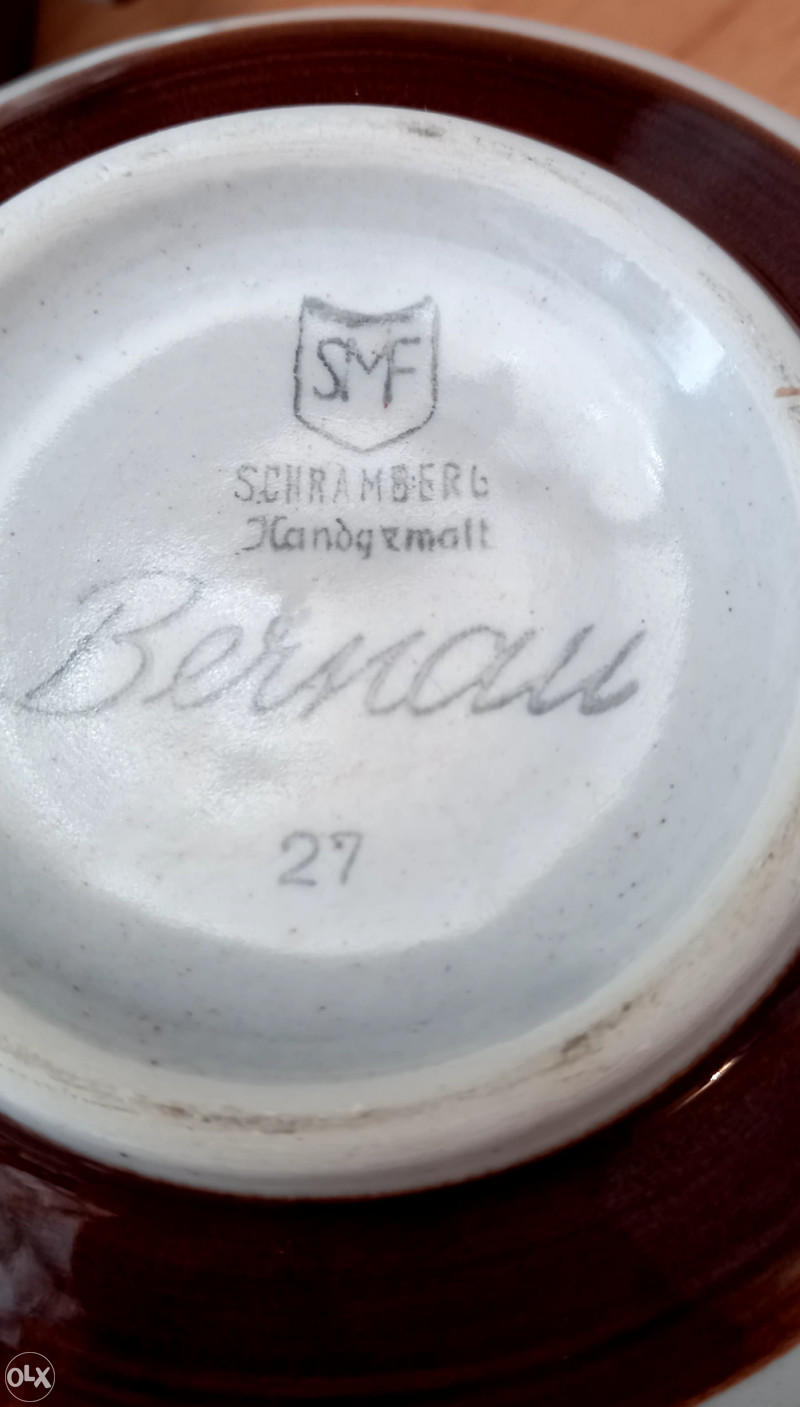 SMF
SCHRAMBERG
Handgemalt
Bernau
27
OLX